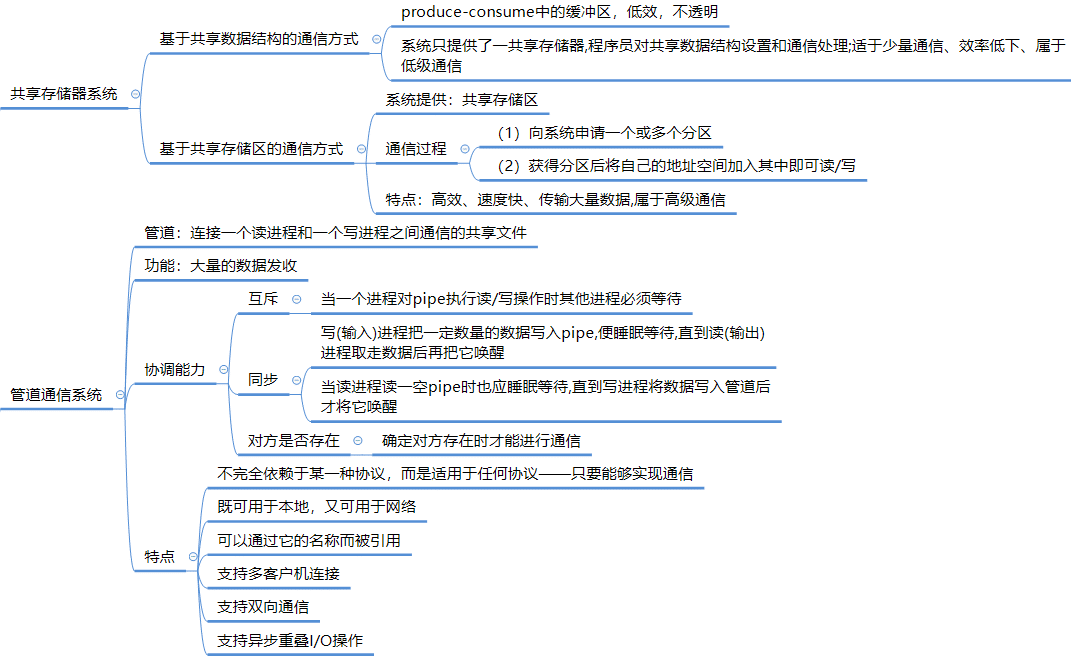 共享存储器系统
基于共享数据结构的通信方式
produce-consume中的缓冲区，低效，不透明
系统只提供了一共享存储器,程序员对共享数据结构设置和通信处理;适于少量通信、效率低下、属于
低级通信
基于共享存储区的通信方式
系统提供：共享存储区
通信过程
（1）向系统申请一个或多个分区
（2）获得分区后将自己的地址空间加入其中即可读/写
特点：高效、速度快、传输大量数据,属于高级通信
管道通信系统
管道：连接一个读进程和一个写进程之间通信的共享文件
功能：大量的数据发收
协调能力
互斥
当一个进程对pipe执行读/写操作时其他进程必须等待
同步
写(输入)进程把一定数量的数据写入pipe,便睡眠等待,直到读(输出)
进程取走数据后再把它唤醒
当读进程读一空pipe时也应睡眠等待,直到写进程将数据写入管道后
才将它唤醒
对方是否存在
确定对方存在时才能进行通信
特点
不完全依赖于某一种协议，而是适用于任何协议——只要能够实现通信
既可用于本地，又可用于网络
可以通过它的名称而被引用
支持多客户机连接
支持双向通信
支持异步重叠I/O操作